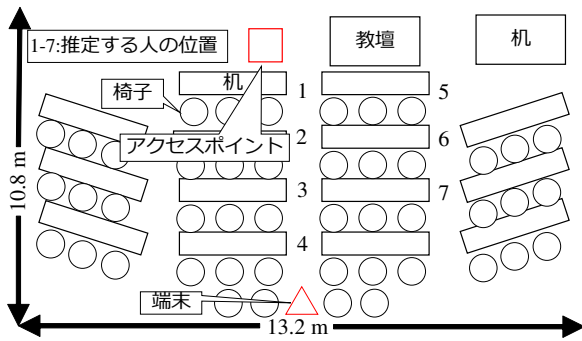 1-7:推定する人の位置
教壇
机
机
椅子
1
5
アクセスポイント
2
6
3
7
4
端末
10.8 m
13.2 m